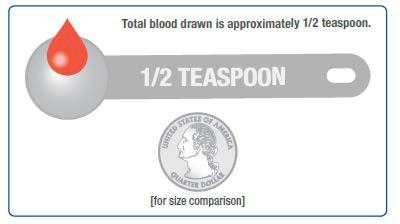 Total blood drawn is approximately 1/2 teaspoon.
1/2 TEASPOON
UNITED STATES OF AMERICA
QUARTER DOLLAR
[for size comparison]